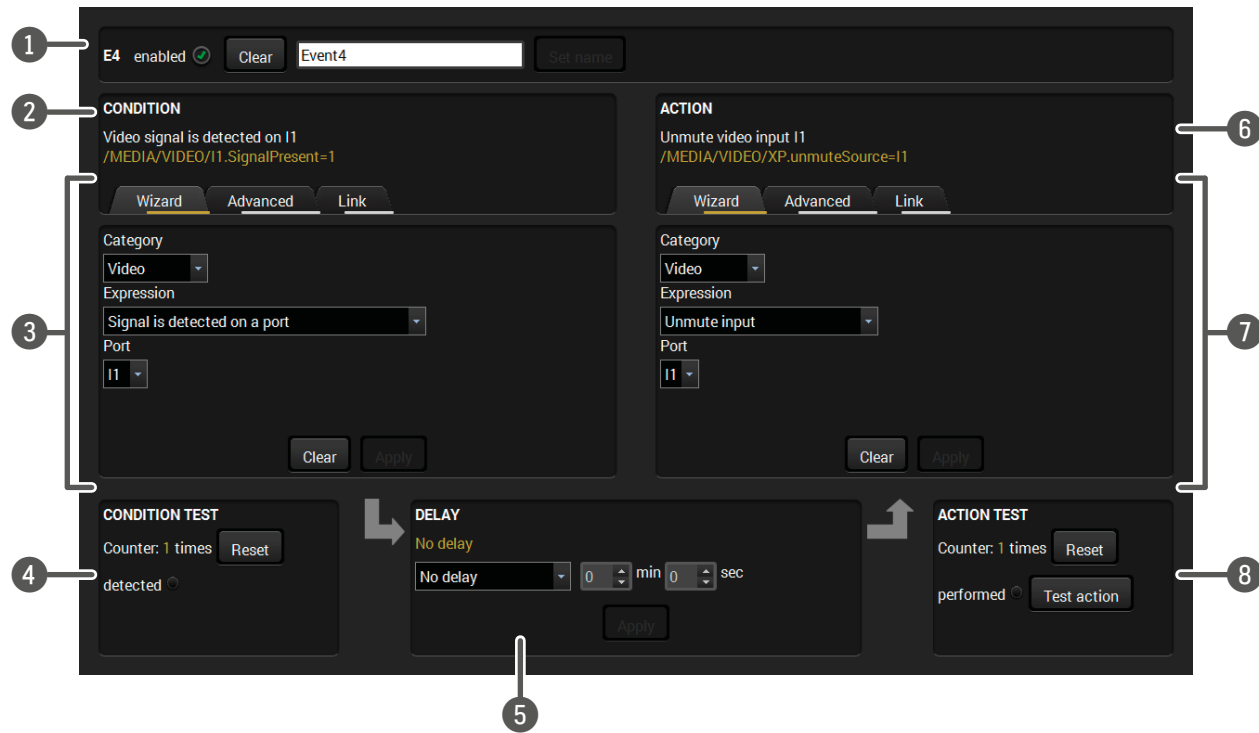 1
E4 enabled Clear Event4 Set name
2
CONDITION
Video signal is detected on I1
/MEDIA/VIDEO/I1.SignalPresent=1
Wizard Advanced Link
3
Category
Video
Expression
Signal is detected on a port
Port
I1
Clear Apply
ACTION
6
Unmute video input I1
/MEDIA/VIDEO/XP.unmuteSource=I1
Wizard Advanced Link
7
Category
Video
Expression
Unmute input
Port
I1
Clear Apply
4
CONDITION TEST
Counter: 1 times Reset
detected
DELAY
No delay
No delay 0 min 0 sec
Apply
5
ACTION TEST
Counter: 1 times Reset
performed Test action
8